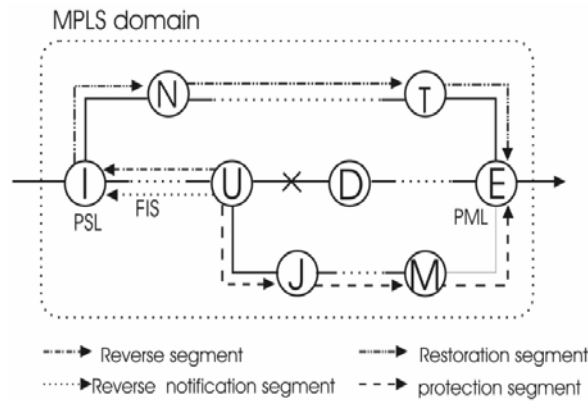 MPLS domain
N
T
I
U
D
E
PSL
FIS
PML
J
M
Reverse segment
Restoration segment
Reverse notification segment
protection segment